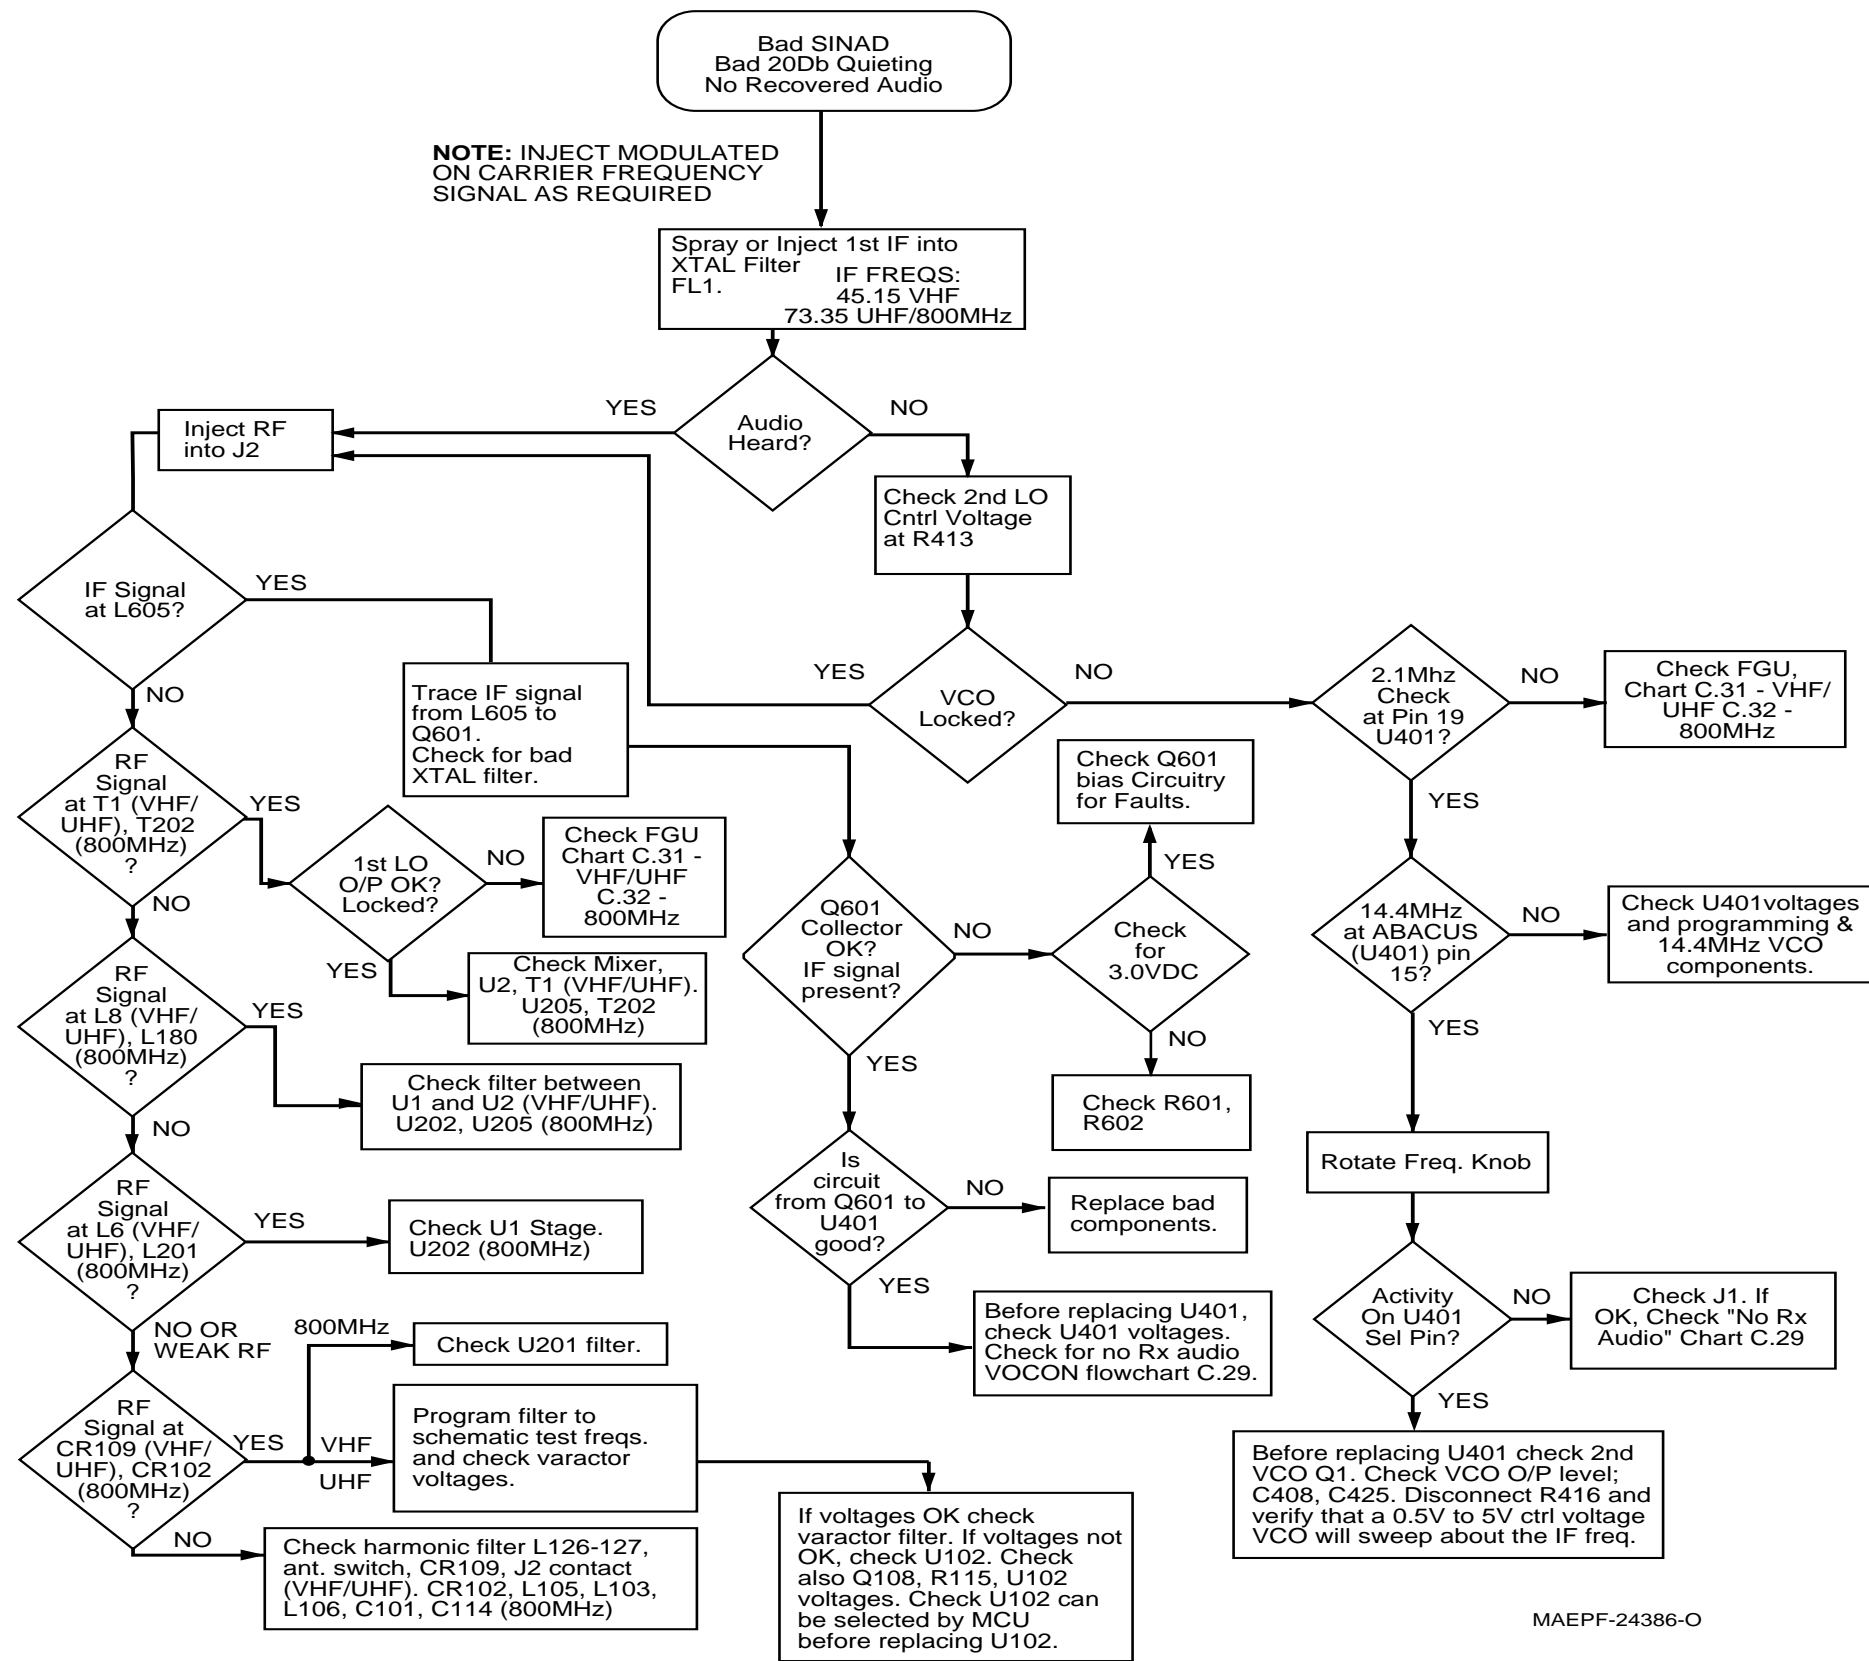 Bad SINAD
Bad 20Db Quieting
No Recovered Audio
NOTE: INJECT MODULATED
ON CARRIER FREQUENCY
SIGNAL AS REQUIRED
Spray or Inject 1st IF into
XTAL Filter
FL1.
IF FREQS:
45.15 VHF
73.35 UHF/800MHz
Audio
Heard?
YES
NO
Inject RF
into J2
Check 2nd LO
Cntrl Voltage
at R413
IF Signal
at L605?
YES
NO
Trace IF signal
from L605 to
Q601.
Check for bad
XTAL filter.
VCO
Locked?
YES
NO
2.1Mhz
Check
at Pin 19
U401?
NO
YES
Check FGU,
Chart C.31 - VHF/
UHF C.32 -
800MHz
RF
Signal
at T1 (VHF/
UHF), T202
(800MHz)
?
YES
NO
1st LO
O/P OK?
Locked?
NO
YES
Check FGU
Chart C.31 -
VHF/UHF
C.32 -
800MHz
Check Mixer,
U2, T1 (VHF/UHF).
U205, T202
(800MHz)
Q601
Collector
OK?
IF signal
present?
NO
YES
Check Q601
bias Circuitry
for Faults.
YES
Check
for
3.0VDC
NO
Check R601,
R602
14.4MHz
at ABACUS
(U401) pin
15?
NO
YES
Check U401voltages
and programming &
14.4MHz VCO
components.
RF
Signal
at L8 (VHF/
UHF), L180
(800MHz)
?
YES
NO
Check filter between
U1 and U2 (VHF/UHF).
U202, U205 (800MHz)
Is
circuit
from Q601 to
U401
good?
NO
YES
Replace bad
components.
Rotate Freq. Knob
RF
Signal
at L6 (VHF/
UHF), L201
(800MHz)
?
YES
NO OR
WEAK RF
Check U1 Stage.
U202 (800MHz)
Before replacing U401,
check U401 voltages.
Check for no Rx audio
VOCON flowchart C.29.
Activity
On U401
Sel Pin?
NO
YES
Check J1. If
OK, Check "No Rx
Audio" Chart C.29
RF
Signal at
CR109 (VHF/
UHF), CR102
(800MHz)
?
YES
NO
800MHz
Check U201 filter.
VHF
UHF
Program filter to
schematic test freqs.
and check varactor
voltages.
Check harmonic filter L126-127,
ant. switch, CR109, J2 contact
(VHF/UHF). CR102, L105, L103,
L106, C101, C114 (800MHz)
If voltages OK check
varactor filter. If voltages not
OK, check U102. Check
also Q108, R115, U102
voltages. Check U102 can
be selected by MCU
before replacing U102.
Before replacing U401 check 2nd
VCO Q1. Check VCO O/P level;
C408, C425. Disconnect R416 and
verify that a 0.5V to 5V ctrl voltage
VCO will sweep about the IF freq.
MAEPF-24386-O